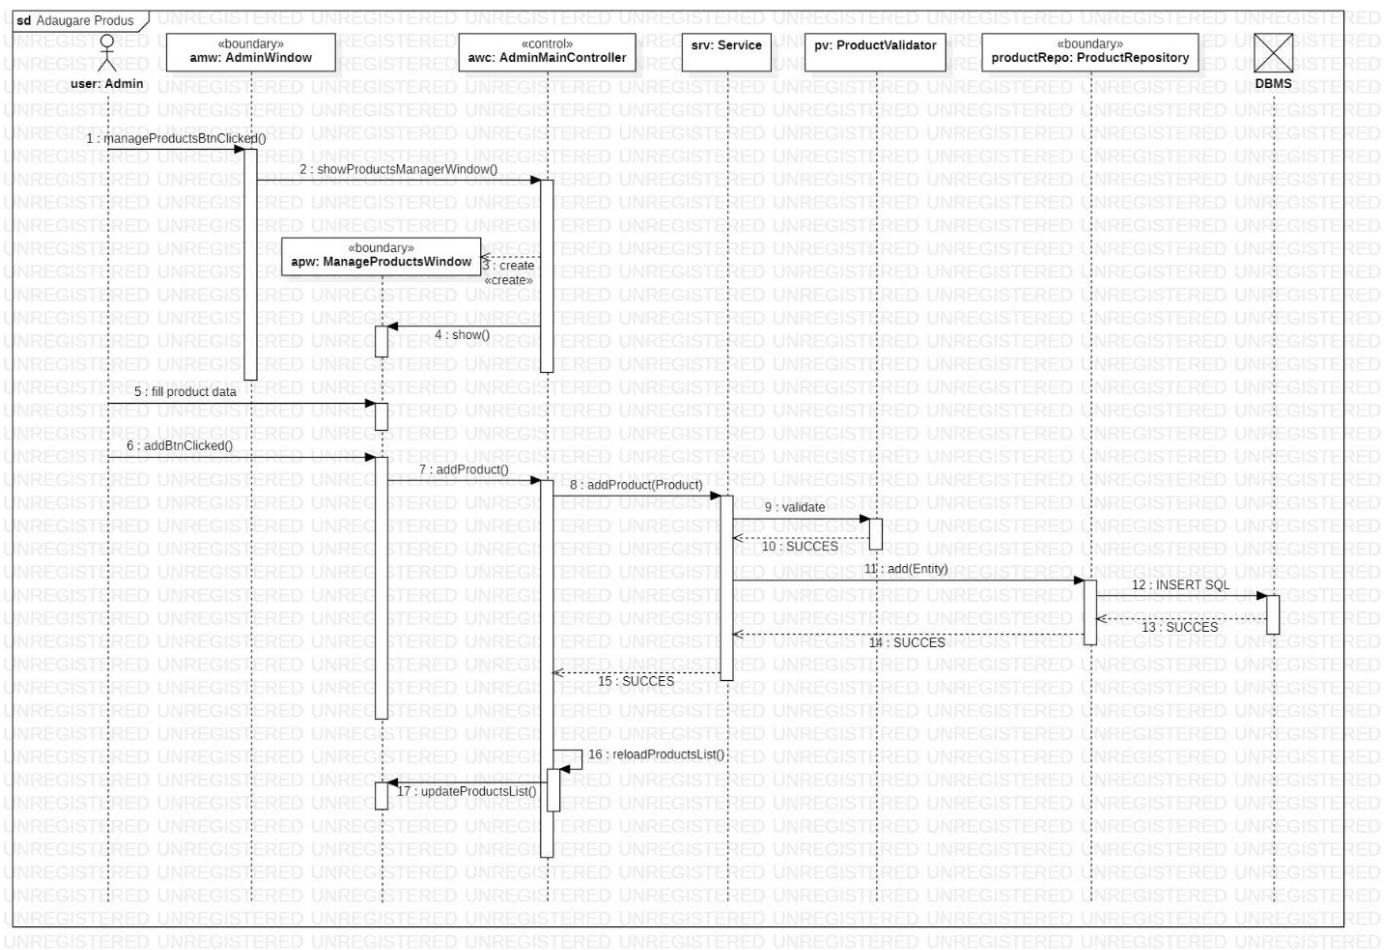 sd Adaugare Produs
«boundary»
amw: AdminWindow
«control»
awc: AdminMainController
srv: Service
pv: ProductValidator
«boundary»
productRepo: ProductRepository
user: Admin
DBMS
1 : manageProductsBtnClicked()
2 : showProductsManagerWindow()
«boundary»
apw: ManageProductsWindow
3 : create
«create»
4 : show()
5 : fill product data
6 : addBtnClicked()
7 : addProduct()
8 : addProduct(Product)
9 : validate
10 : SUCCES
11 : add(Entity)
12 : INSERT SQL
13 : SUCCES
14 : SUCCES
15 : SUCCES
16 : reloadProductsList()
17 : updateProductsList()
UNREGISTERED